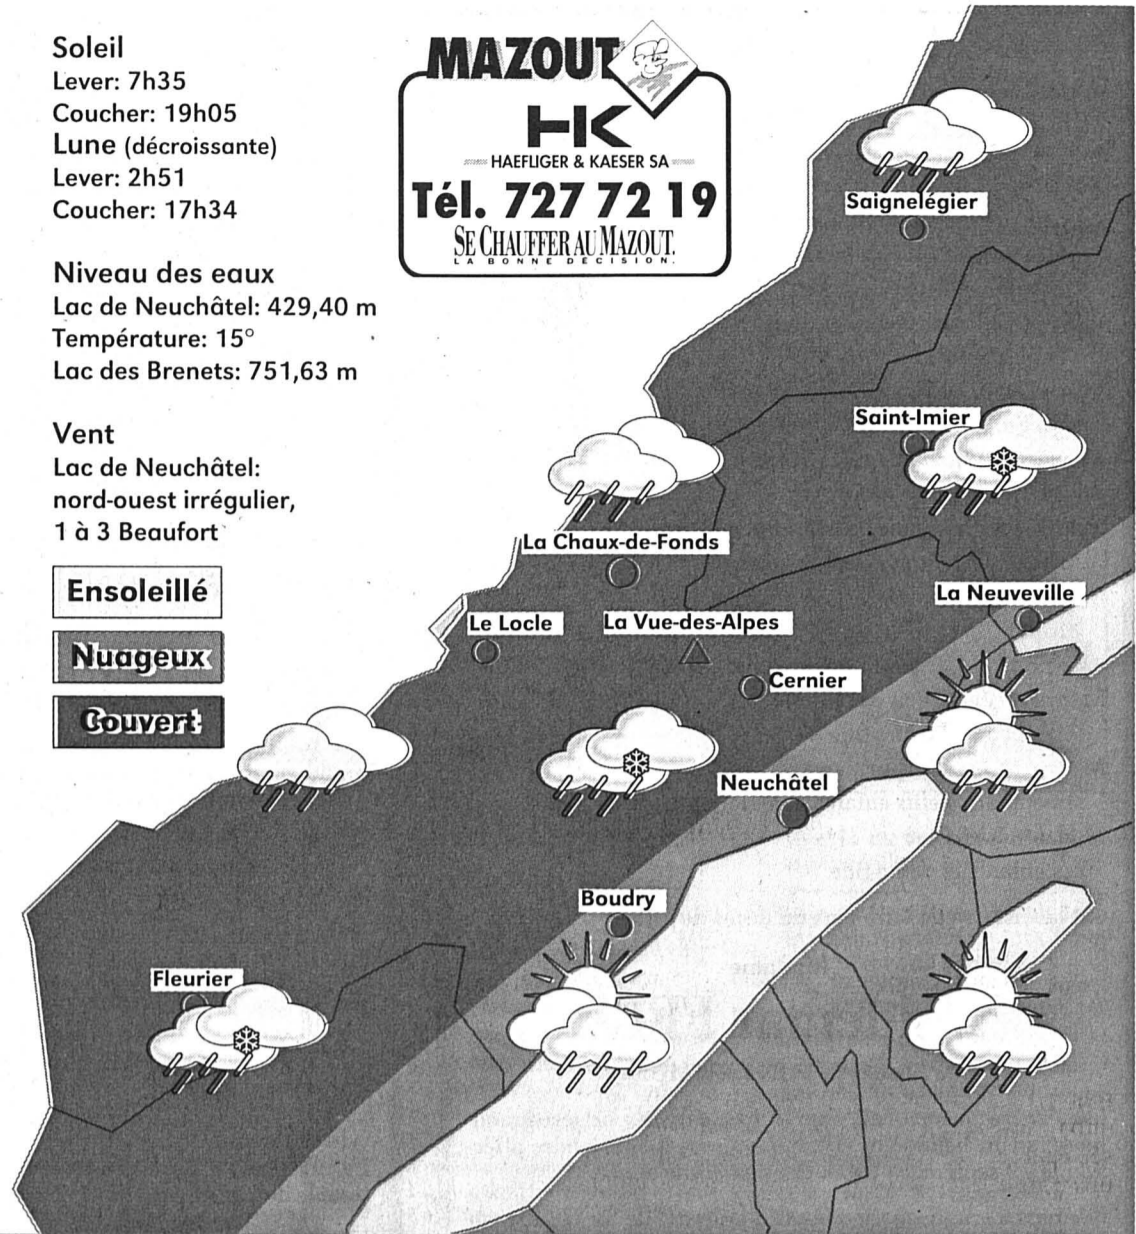 Soleil
Lever: 7h35
Coucher: 19h05
Lune (décroissante)
Lever: 2h51
Coucher: 17h34
Niveau des eaux
Lac de Neuchâtel: 429,40 m
Température: 15°
Lac des Brenets: 751,63 m
Vent
Lac de Neuchâtel:
nord-ouest irrégulier,
1 à 3 Beaufort
Ensoleillé
Nuageux
Couvert
MAZOUT
HK
HAEFLIGER & KAESER SA
Tél. 727 72 19
SE CHAUFFER AU MAZOUT.
LA BONNE DECISION.
Saignelégier
Saint-Imier
La Chaux-de-Fonds
La Neuveville
Le Locle
La Vue-des-Alpes
Cernier
Neuchâtel
Boudry
Fleurier